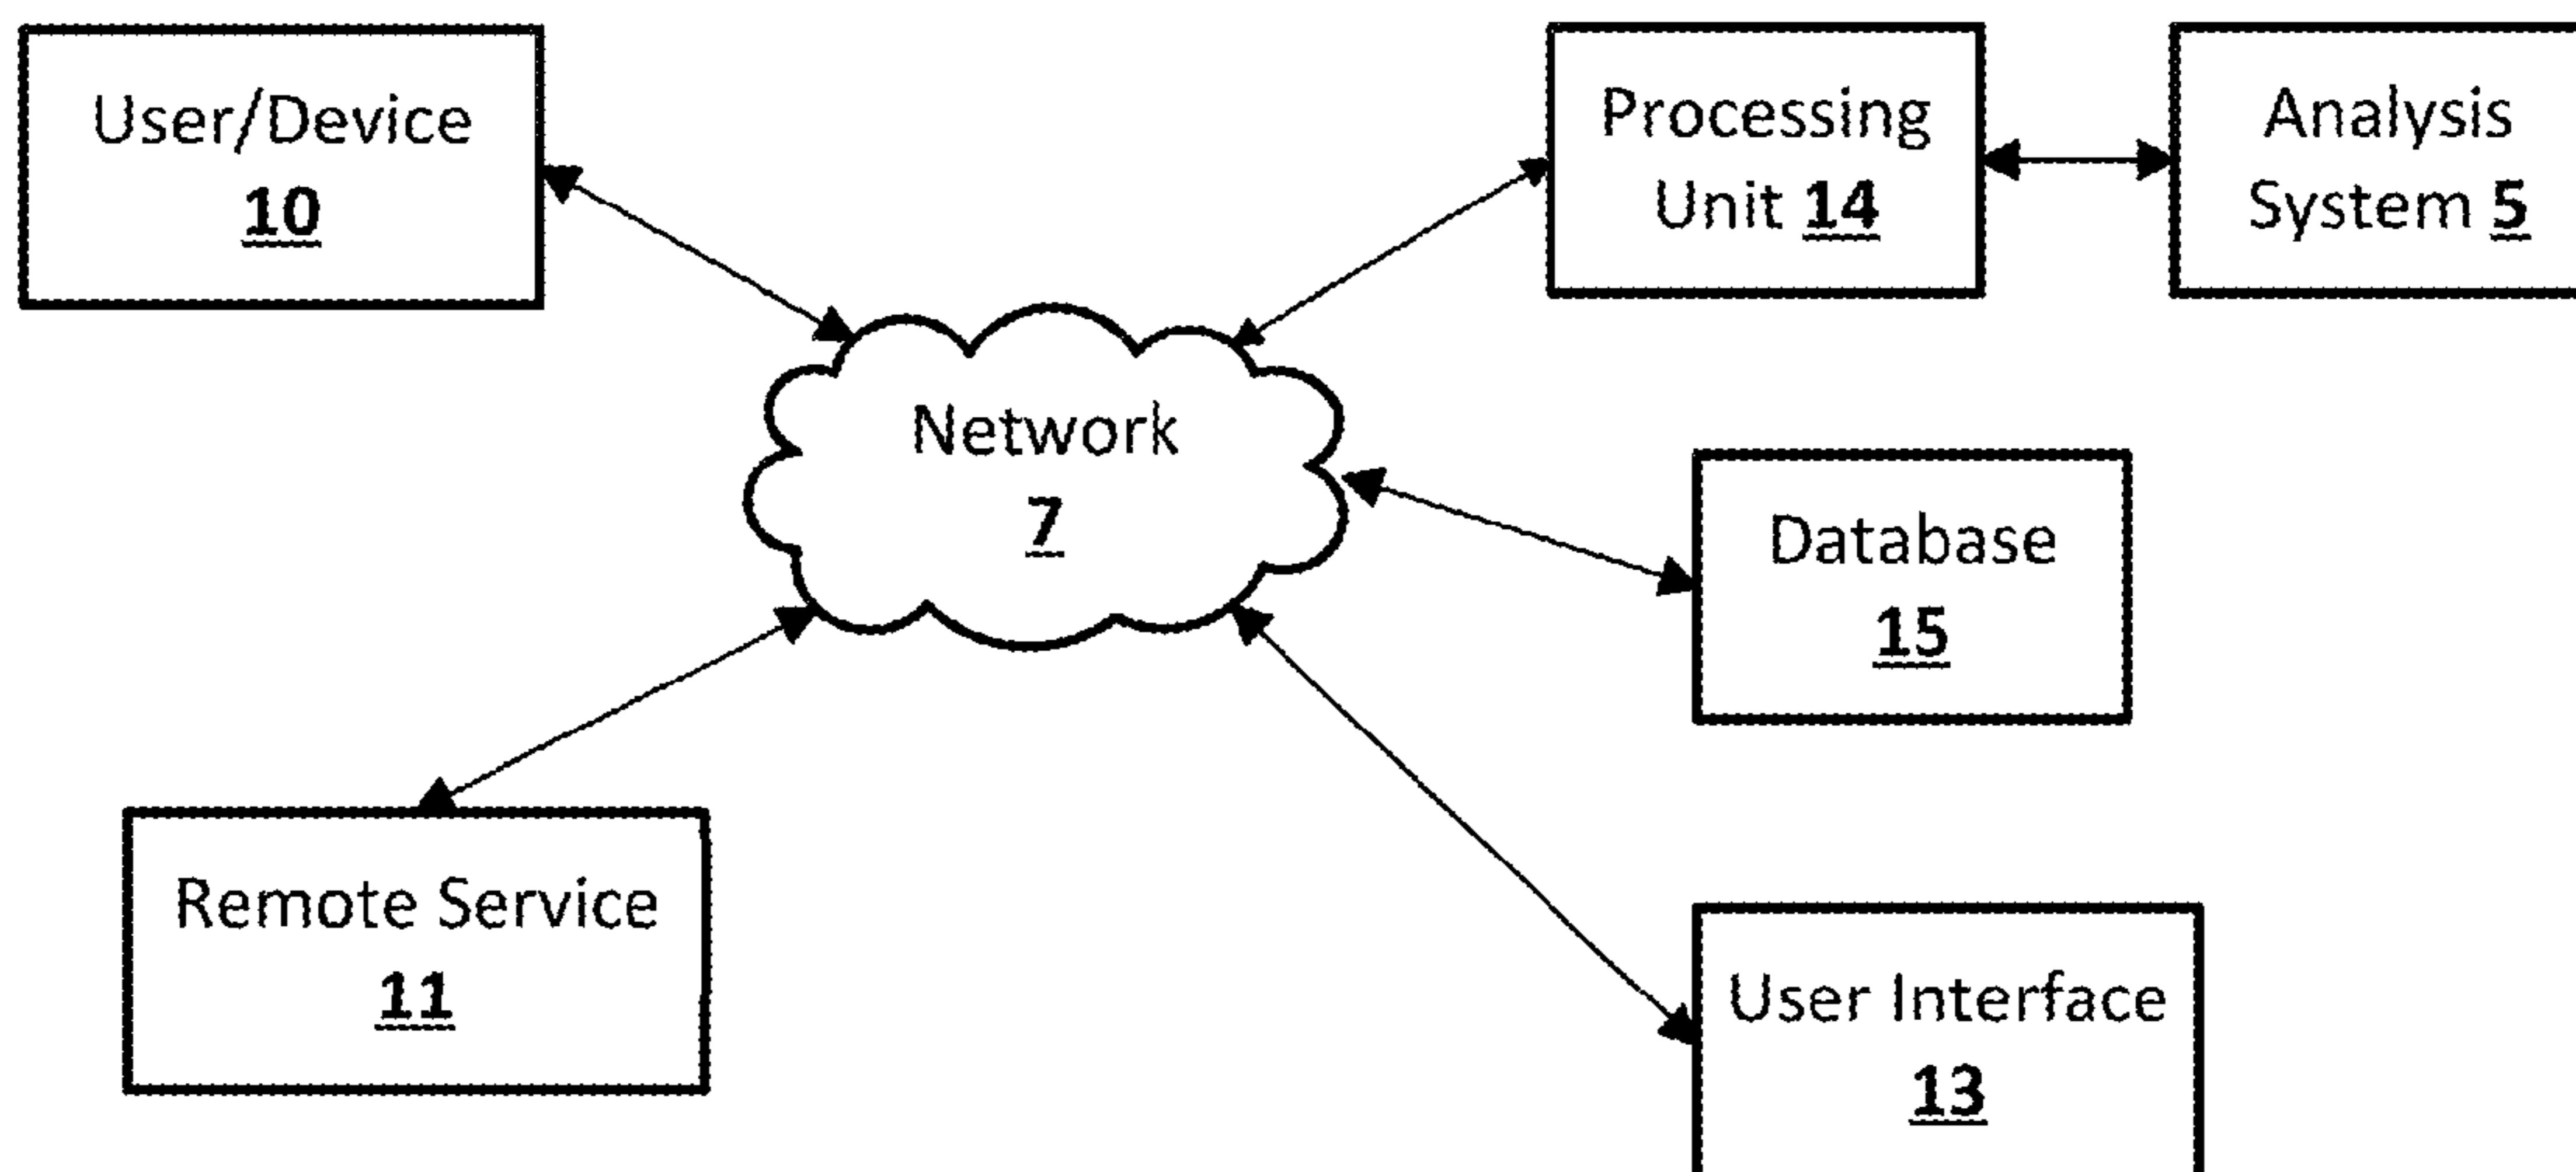 User/Device
10
Processing
Unit 14
Analysis
System 5
Network
7
Database
15
Remote Service
11
User Interface
13